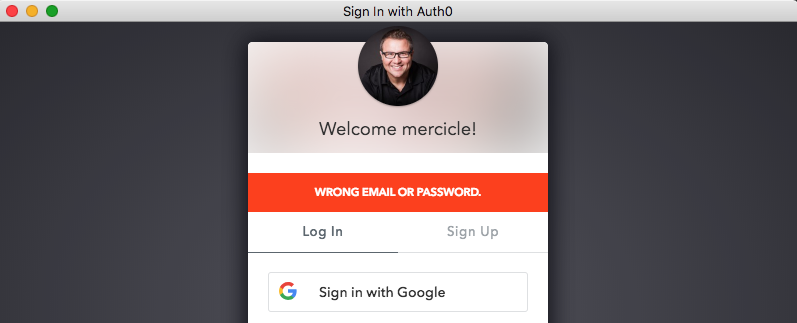 Sign In with Auth0
Welcome mercicle!
WRONG EMAIL OR PASSWORD.
Log In
Sign Up
Sign in with Google